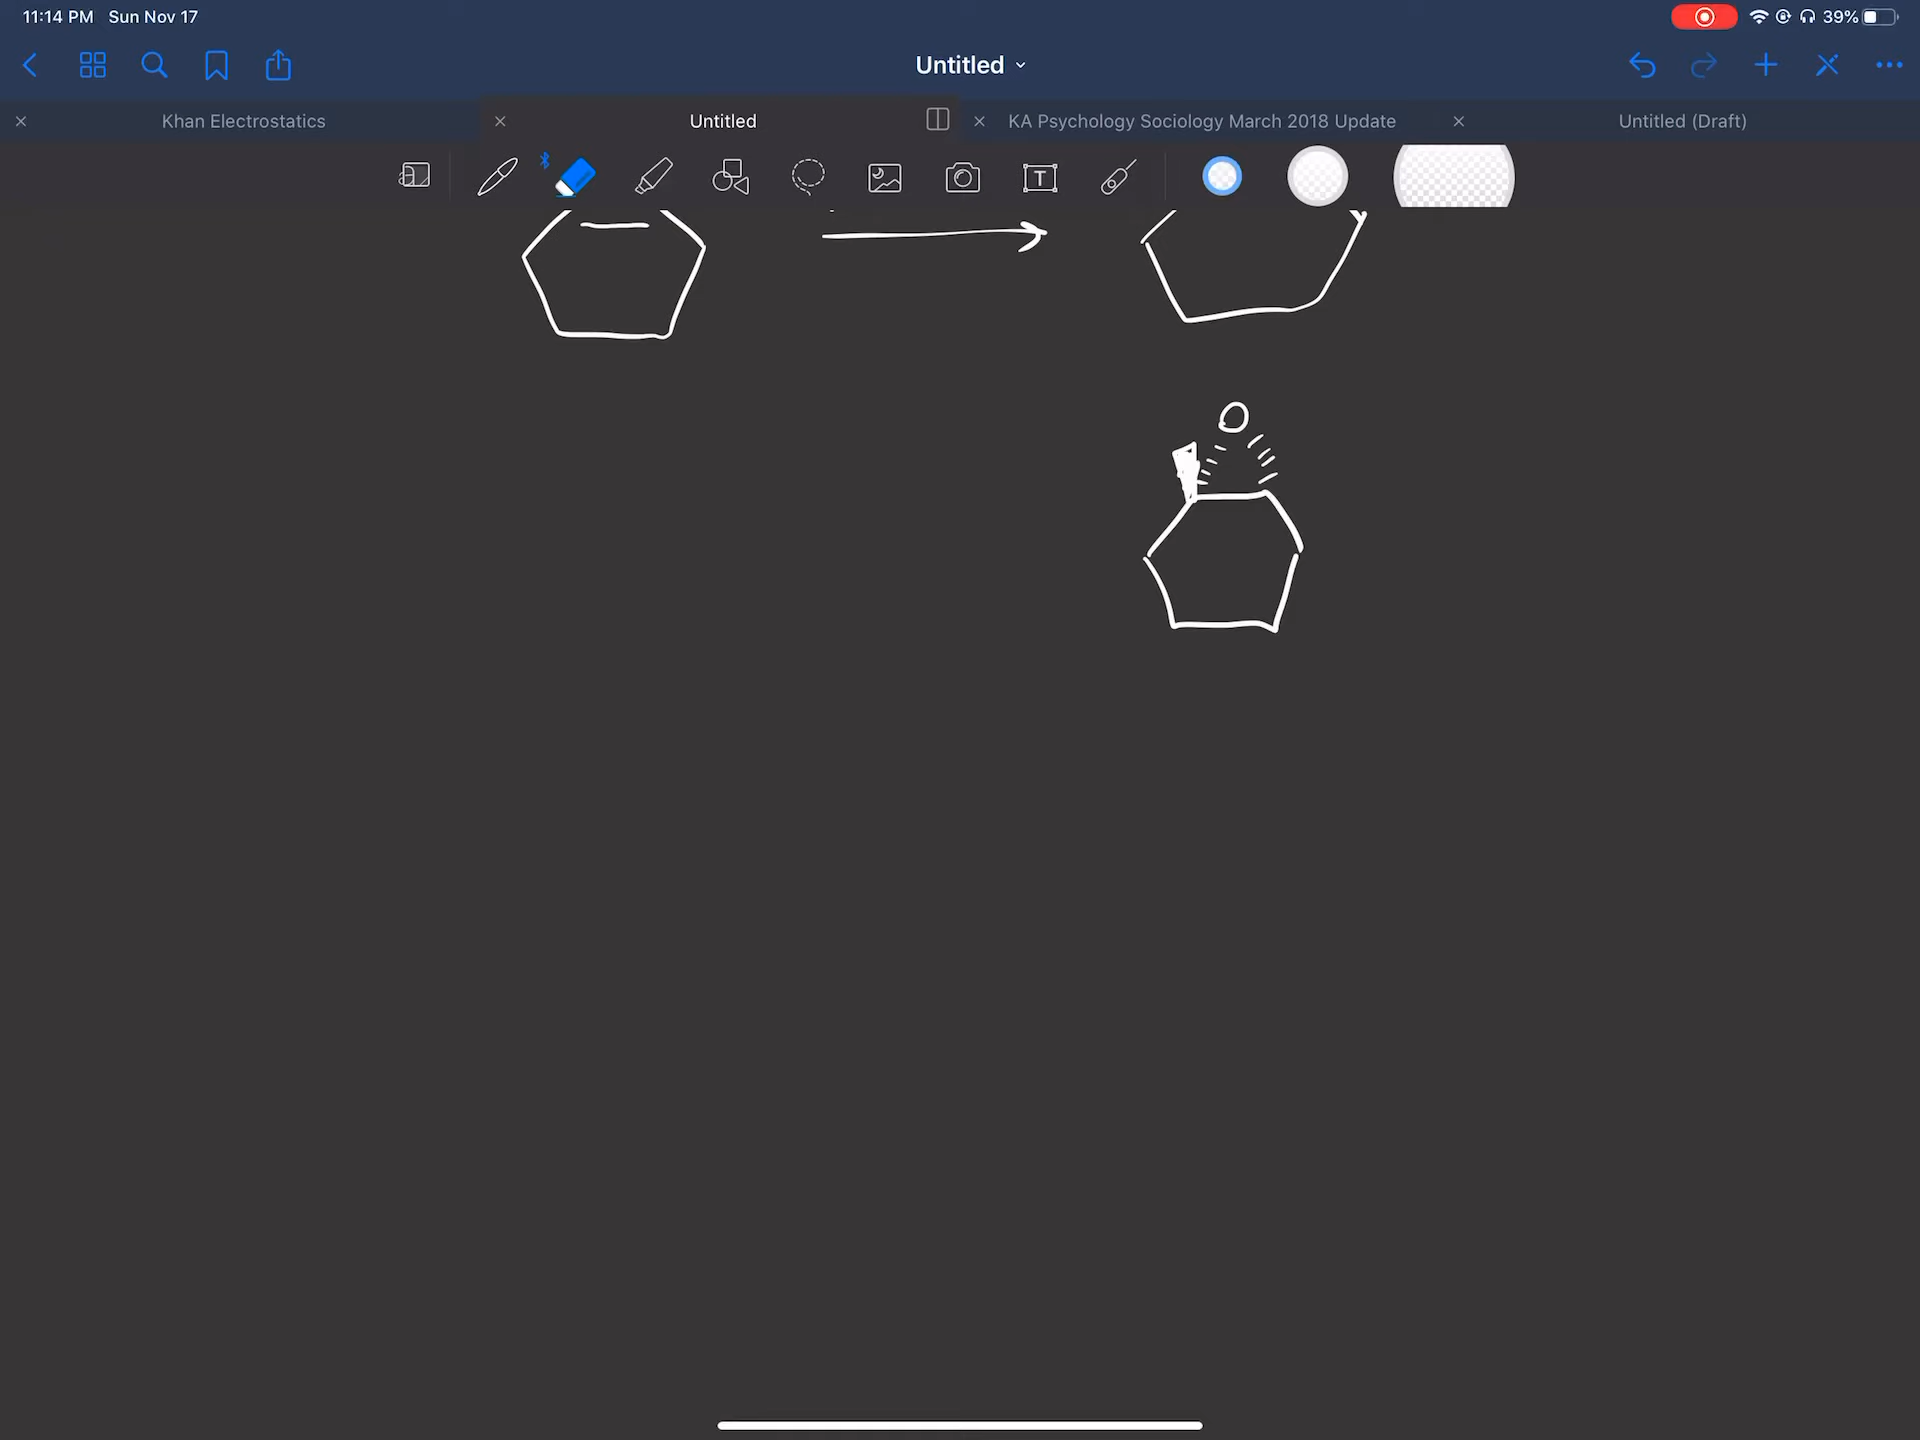 11:14 PM Sun Nov 17
39%
Untitled
Khan Electrostatics
Untitled
KA Psychology Sociology March 2018 Update
Untitled (Draft)
T
O